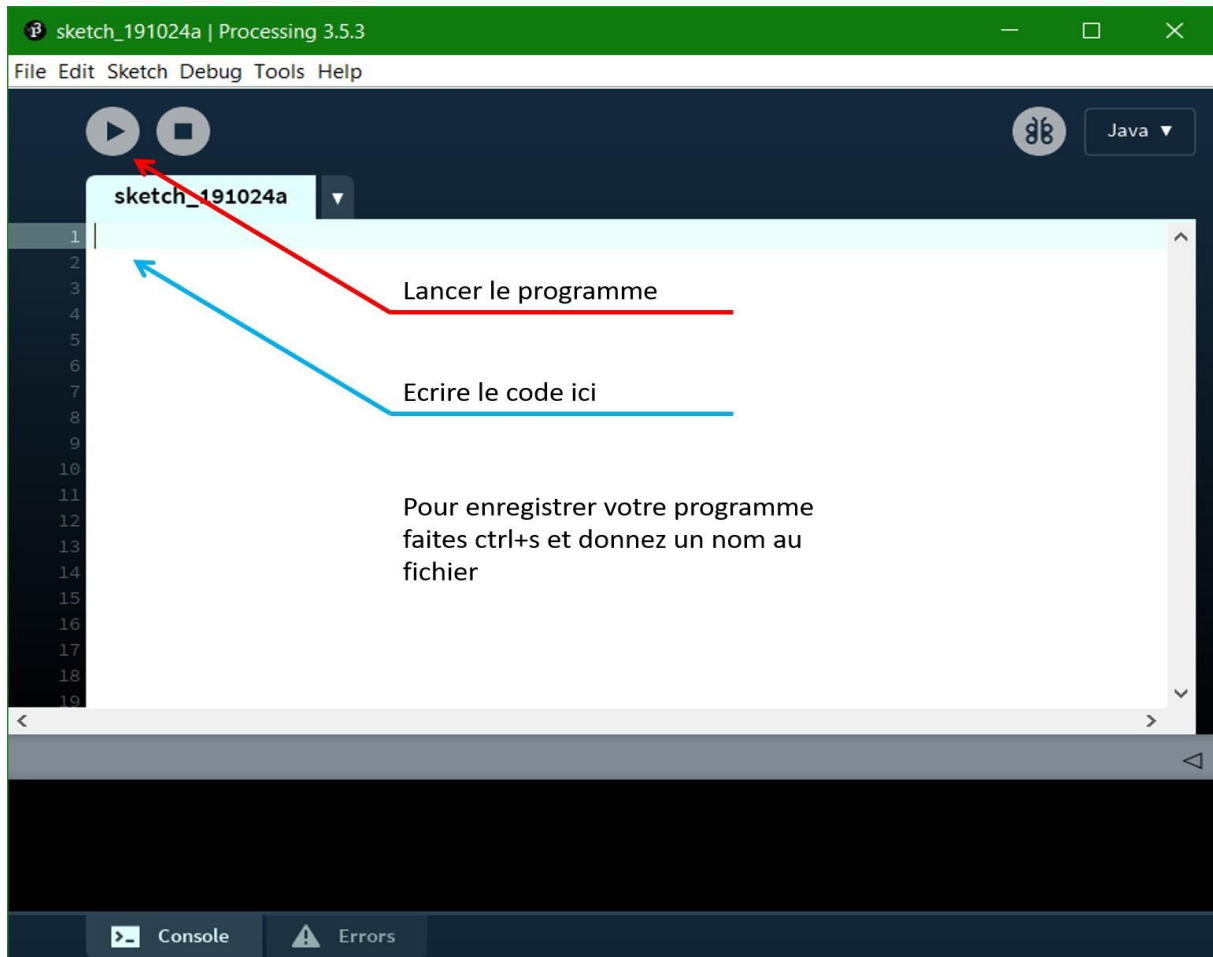 sketch_191024a | Processing 3.5.3
File Edit Sketch Debug Tools Help
Java ▼
sketch_191024a ▼
1
2
3
4
5
6
7
8
9
10
11
12
13
14
15
16
17
18
19
Lancer le programme
Ecrire le code ici
Pour enregistrer votre programme
faites ctrl+s et donnez un nom au
fichier
Console
Errors